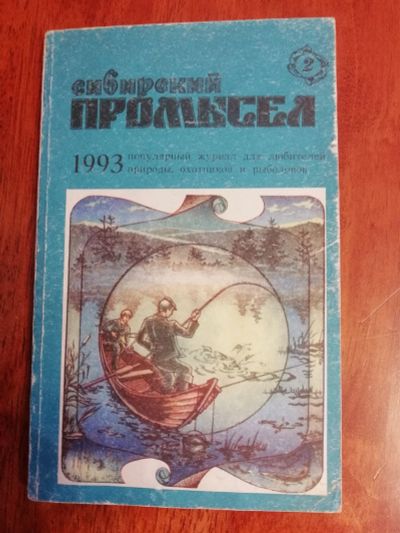 2
сибирский
ПРОМЫСЕЛ
1993 популярный журнал для любителей
природы, охотников и рыболовов